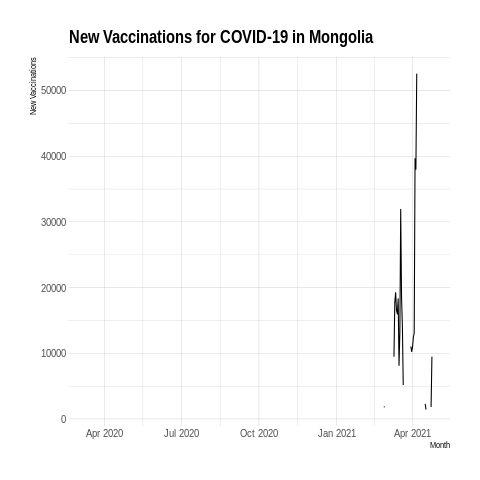 New Vaccinations for COVID-19 in Mongolia
New Vaccinations
50000
40000
30000
20000
10000
0
Apr 2020 Jul 2020 Oct 2020 Jan 2021 Apr 2021
Month